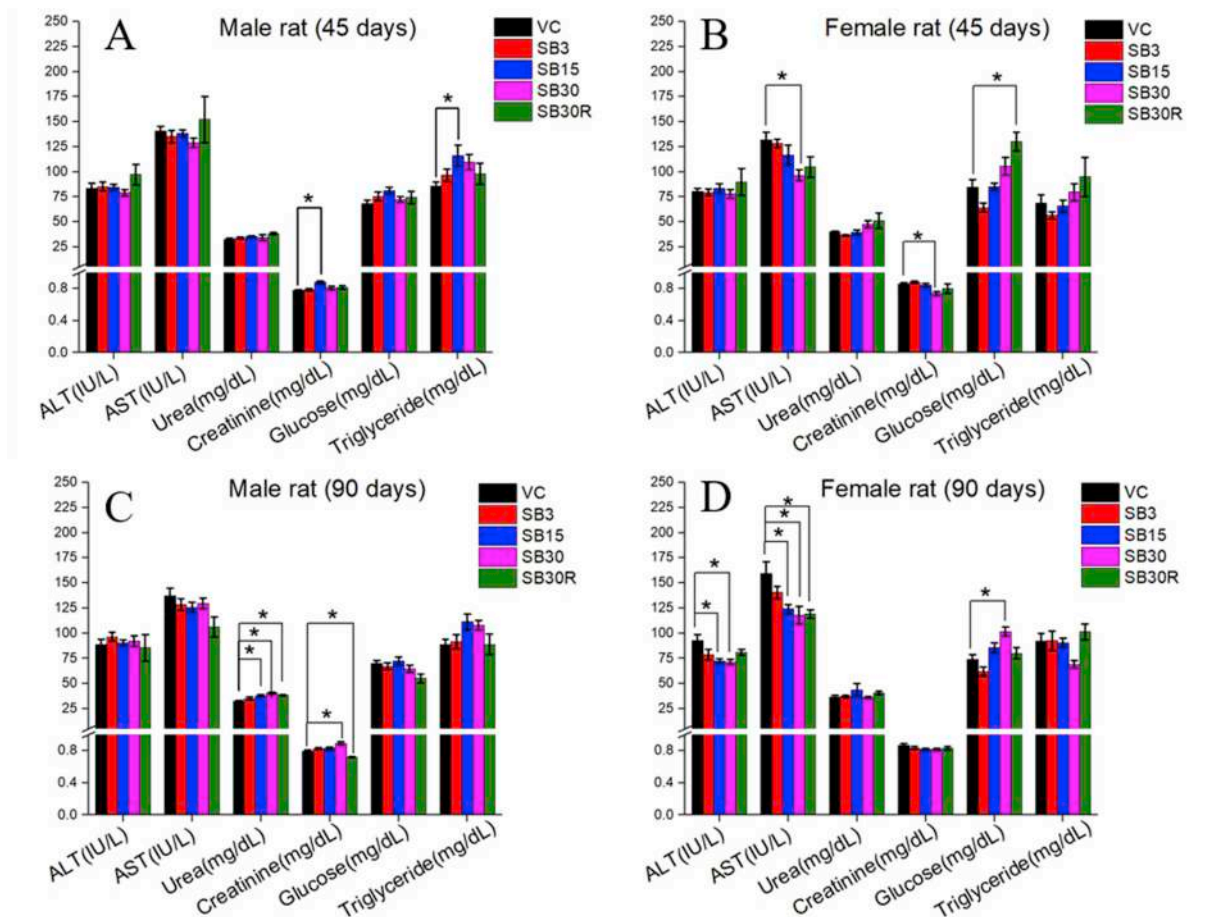 A
Male rat (45 days)
VC
SB3
SB15
SB30
SB30R
250
225
200
175
150
125
100
75
50
25
0.8
0.4
0.0
*
*
ALT(IU/L)
AST(IU/L)
Urea(mg/dL)
Creatinine(mg/dL)
Glucose(mg/dL)
Triglyceride(mg/dL)
B
Female rat (45 days)
VC
SB3
SB15
SB30
SB30R
250
225
200
175
150
125
100
75
50
25
0.8
0.4
0.0
*
*
*
ALT(IU/L)
AST(IU/L)
Urea(mg/dL)
Creatinine(mg/dL)
Glucose(mg/dL)
Triglyceride(mg/dL)
C
Male rat (90 days)
VC
SB3
SB15
SB30
SB30R
250
225
200
175
150
125
100
75
50
25
0.8
0.4
0.0
*
*
*
*
*
ALT(IU/L)
AST(IU/L)
Urea(mg/dL)
Creatinine(mg/dL)
Glucose(mg/dL)
Triglyceride(mg/dL)
D
Female rat (90 days)
VC
SB3
SB15
SB30
SB30R
250
225
200
175
150
125
100
75
50
25
0.8
0.4
0.0
*
*
*
*
*
*
ALT(IU/L)
AST(IU/L)
Urea(mg/dL)
Creatinine(mg/dL)
Glucose(mg/dL)
Triglyceride(mg/dL)